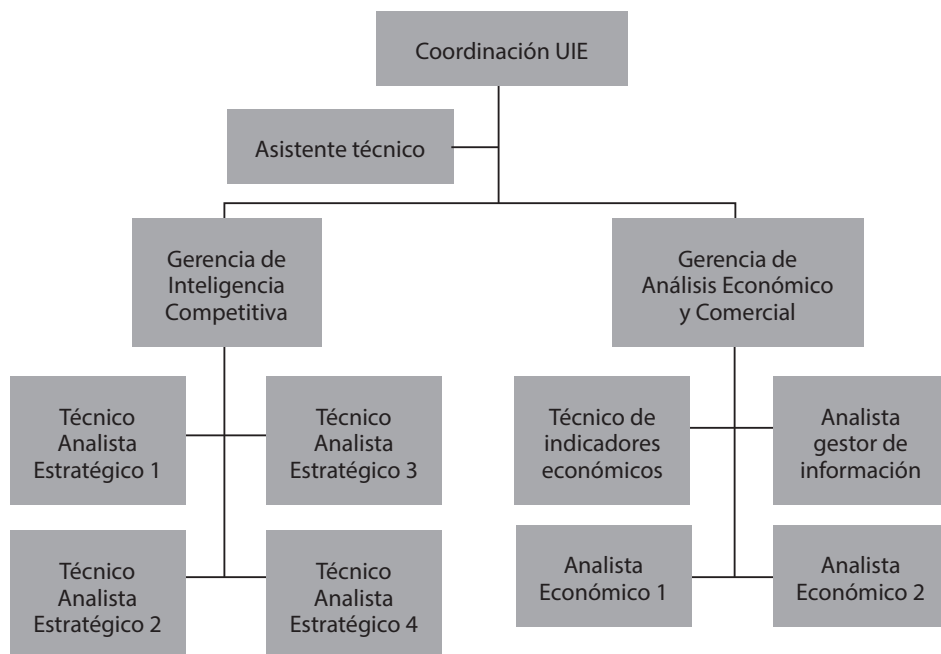 Coordinación UIE
Asistente técnico
Gerencia de
Inteligencia
Competitiva
Gerencia de
Análisis Económico
y Comercial
Técnico
Analista
Estratégico 1
Técnico
Analista
Estratégico 3
Técnico de
indicadores
económicos
Analista
gestor de
información
Técnico
Analista
Estratégico 2
Técnico
Analista
Estratégico 4
Analista
Económico 1
Analista
Económico 2